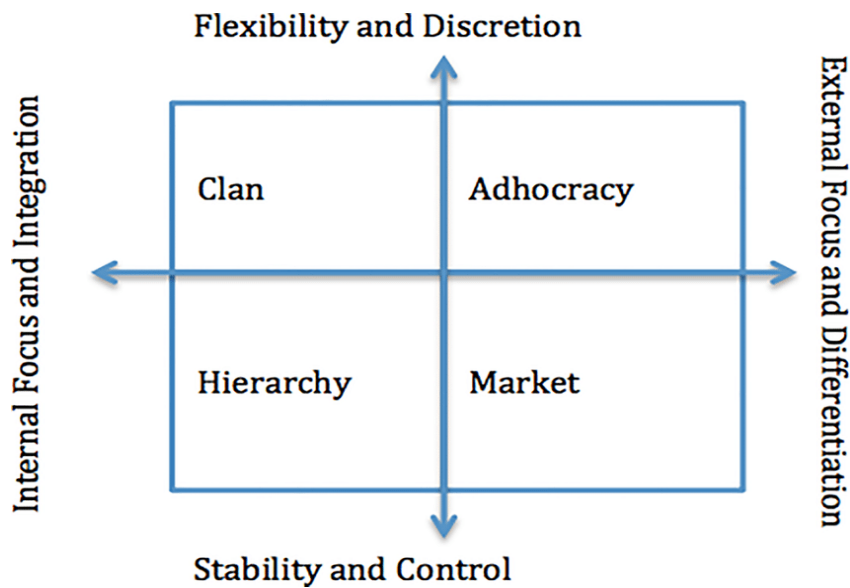 Flexibility and Discretion
Internal Focus and Integration
External Focus and Differentiation
Clan
Adhocracy
Hierarchy
Market
Stability and Control